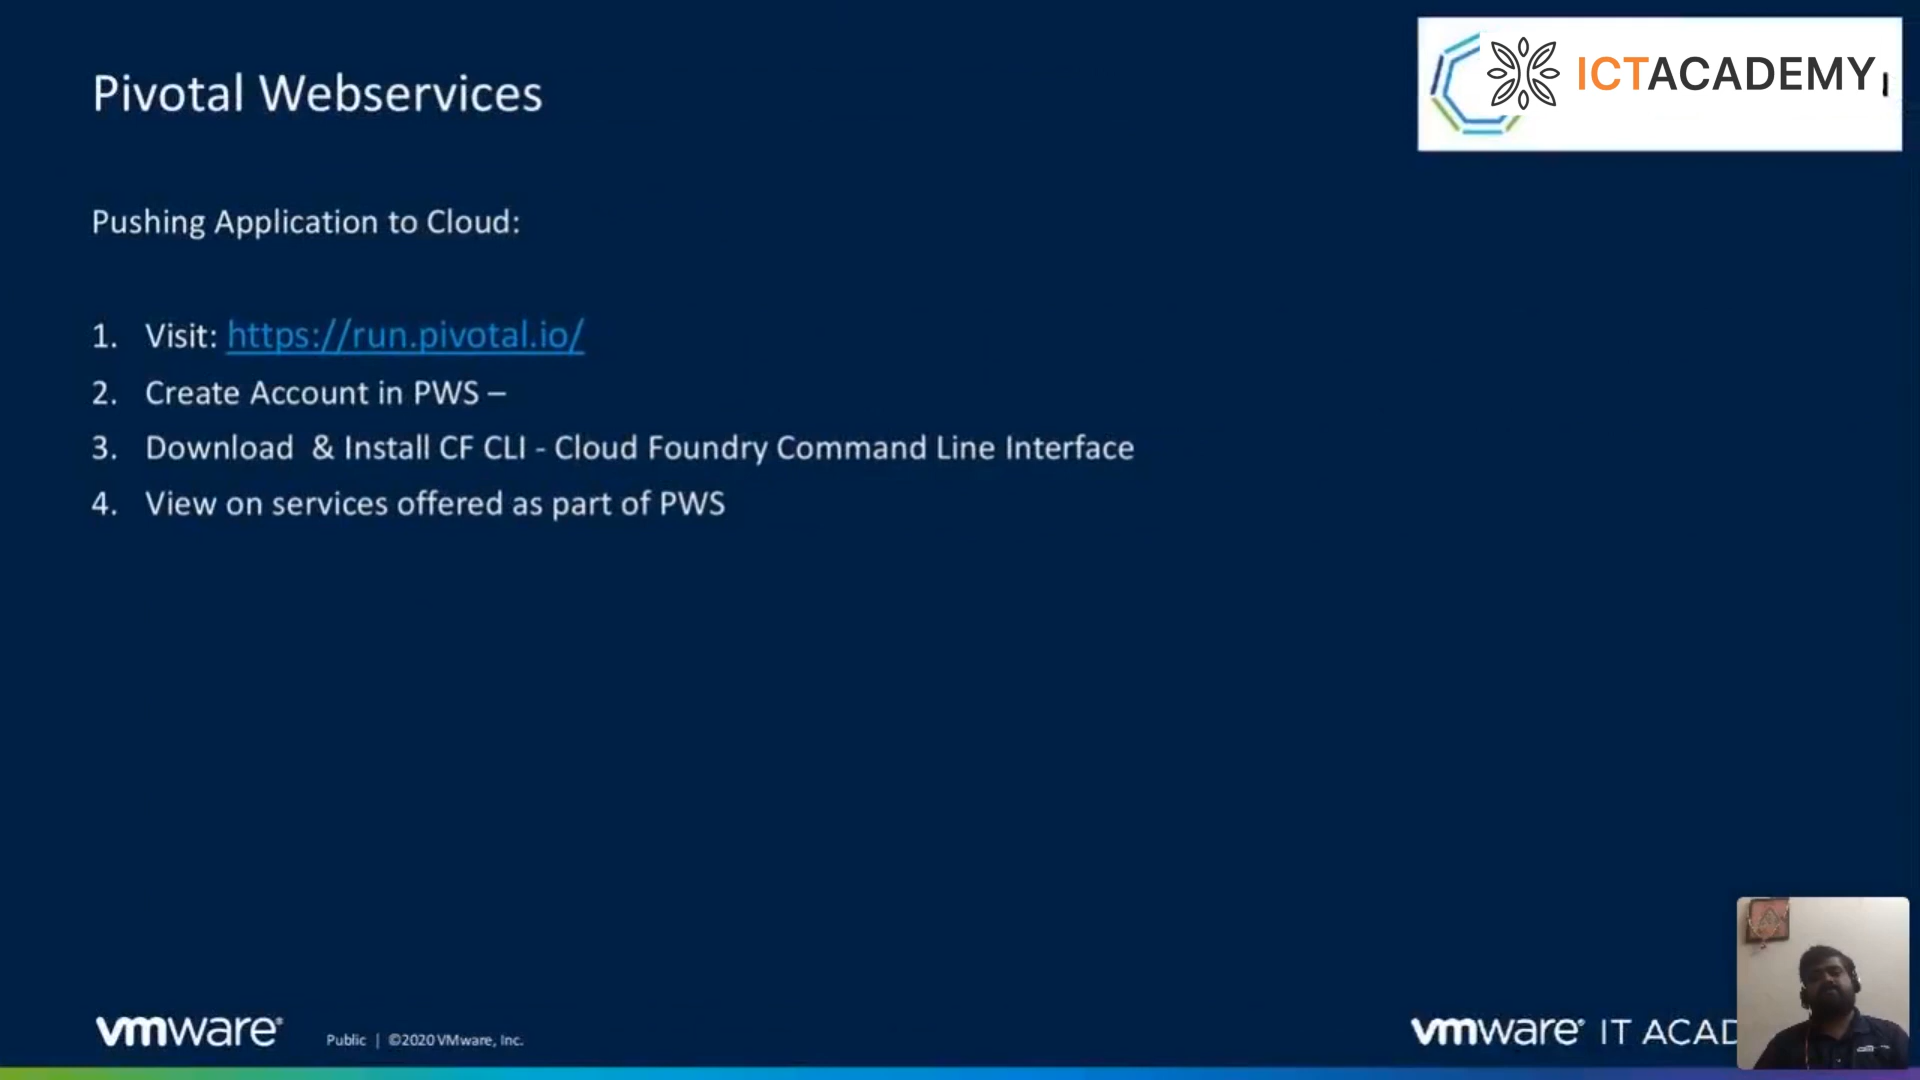 Pivotal Webservices
ICTACADEMY
Pushing Application to Cloud:
1. Visit: https://run.pivotal.io/
2. Create Account in PWS –
3. Download & Install CF CLI - Cloud Foundry Command Line Interface
4. View on services offered as part of PWS
vmware®
Public | ©2020 VMware, Inc.
vmware® IT ACAD